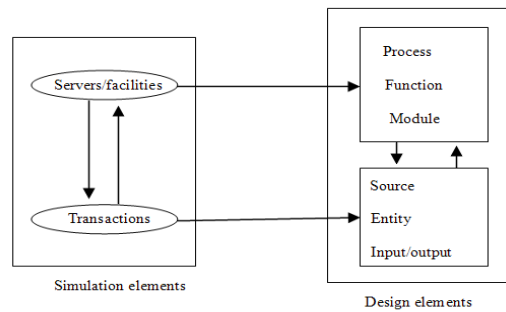 Servers/facilities
Transactions
Simulation elements
Process
Function
Module
Source
Entity
Input/output
Design elements